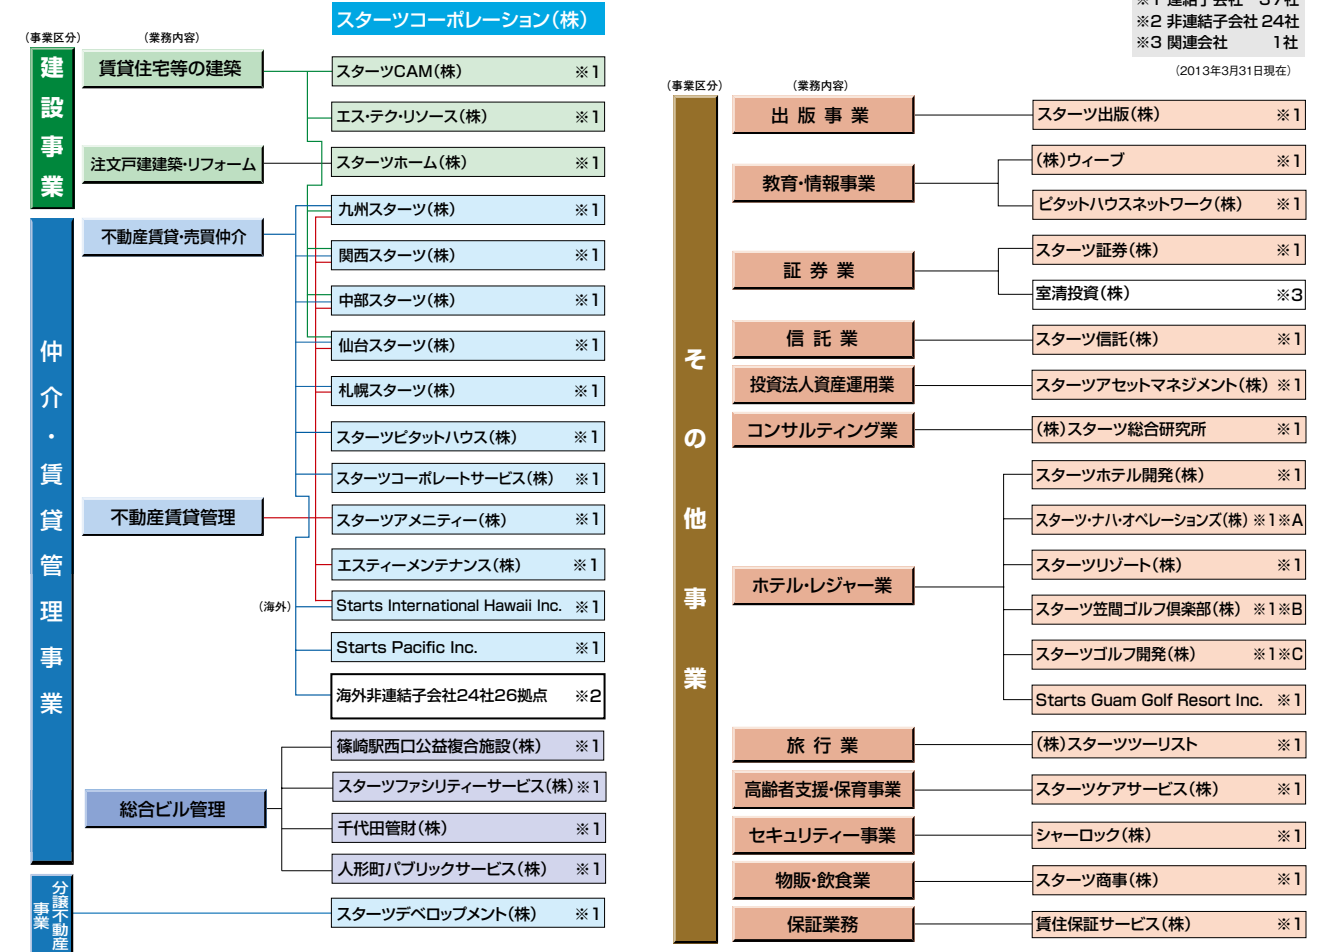 スターツコーポレーション(株)
※1 連結子会社 37社
※2 非連結子会社 24社
※3 関連会社 1社
(2013年3月31日現在)
(事業区分) (業務内容)
建設事業
賃貸住宅等の建築
スターツCAM(株) ※1
エス・テク・リソース(株) ※1
注文戸建建築・リフォーム
スターツホーム(株) ※1
仲介・賃貸管理事業
不動産賃貸・売買仲介
九州スターツ(株) ※1
関西スターツ(株) ※1
中部スターツ(株) ※1
仙台スターツ(株) ※1
札幌スターツ(株) ※1
スターツピタットハウス(株) ※1
スターツコーポレートサービス(株) ※1
不動産賃貸管理
スターツアメニティー(株) ※1
エスティーメンテナンス(株) ※1
(海外)
Starts International Hawaii Inc. ※1
Starts Pacific Inc. ※1
海外非連結子会社24社26拠点 ※2
総合ビル管理
篠崎駅西口公益複合施設(株) ※1
スターツファシリティーサービス(株) ※1
千代田管財(株) ※1
人形町パブリックサービス(株) ※1
分譲不動産
事業
スターツデベロップメント(株) ※1
(事業区分) (業務内容)
その他事業
出版事業
スターツ出版(株) ※1
教育・情報事業
(株)ウィーブ ※1
ピタットハウスネットワーク(株) ※1
証券業
スターツ証券(株) ※1
室清投資(株) ※3
信託業
スターツ信託(株) ※1
投資法人資産運用業
スターツアセットマネジメント(株) ※1
コンサルティング業
(株)スターツ総合研究所 ※1
ホテル・レジャー業
スターツホテル開発(株) ※1
スターツ・ナハ・オペレーションズ(株) ※1※A
スターツリゾート(株) ※1
スターツ笠間ゴルフ倶楽部(株) ※1※B
スターツゴルフ開発(株) ※1※C
Starts Guam Golf Resort Inc. ※1
旅行業
(株)スターツツーリスト ※1
高齢者支援・保育事業
スターツケアサービス(株) ※1
セキュリティー事業
シャーロック(株) ※1
物販・飲食業
スターツ商事(株) ※1
保証業務
賃住保証サービス(株) ※1